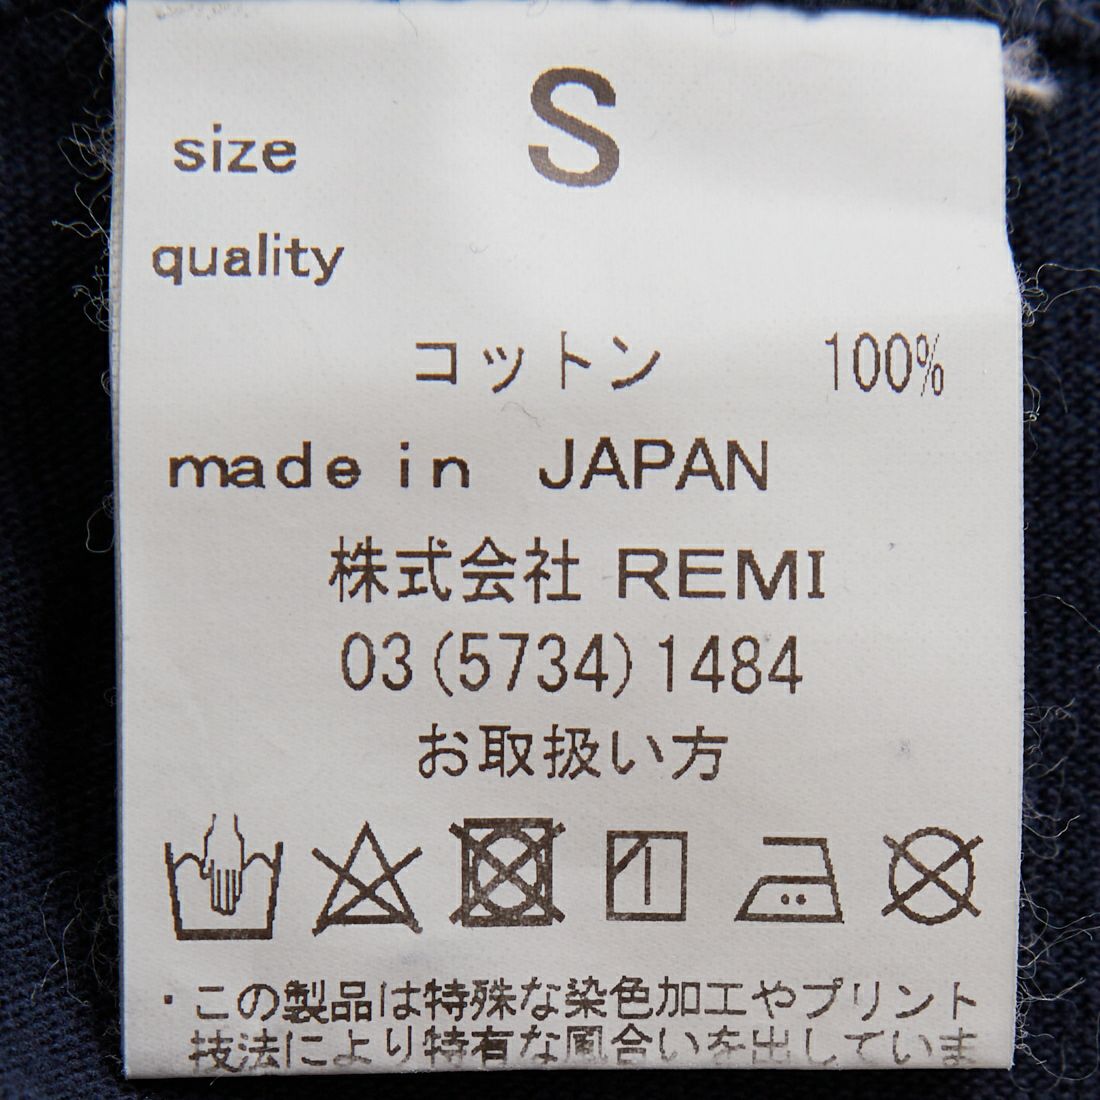 size S
quality
コットン 100%
made in JAPAN
株式会社 REMI
03(5734)1484
お取扱い方
・この製品は特殊な染色加工やプリント
技法により特有な風合いを出していま